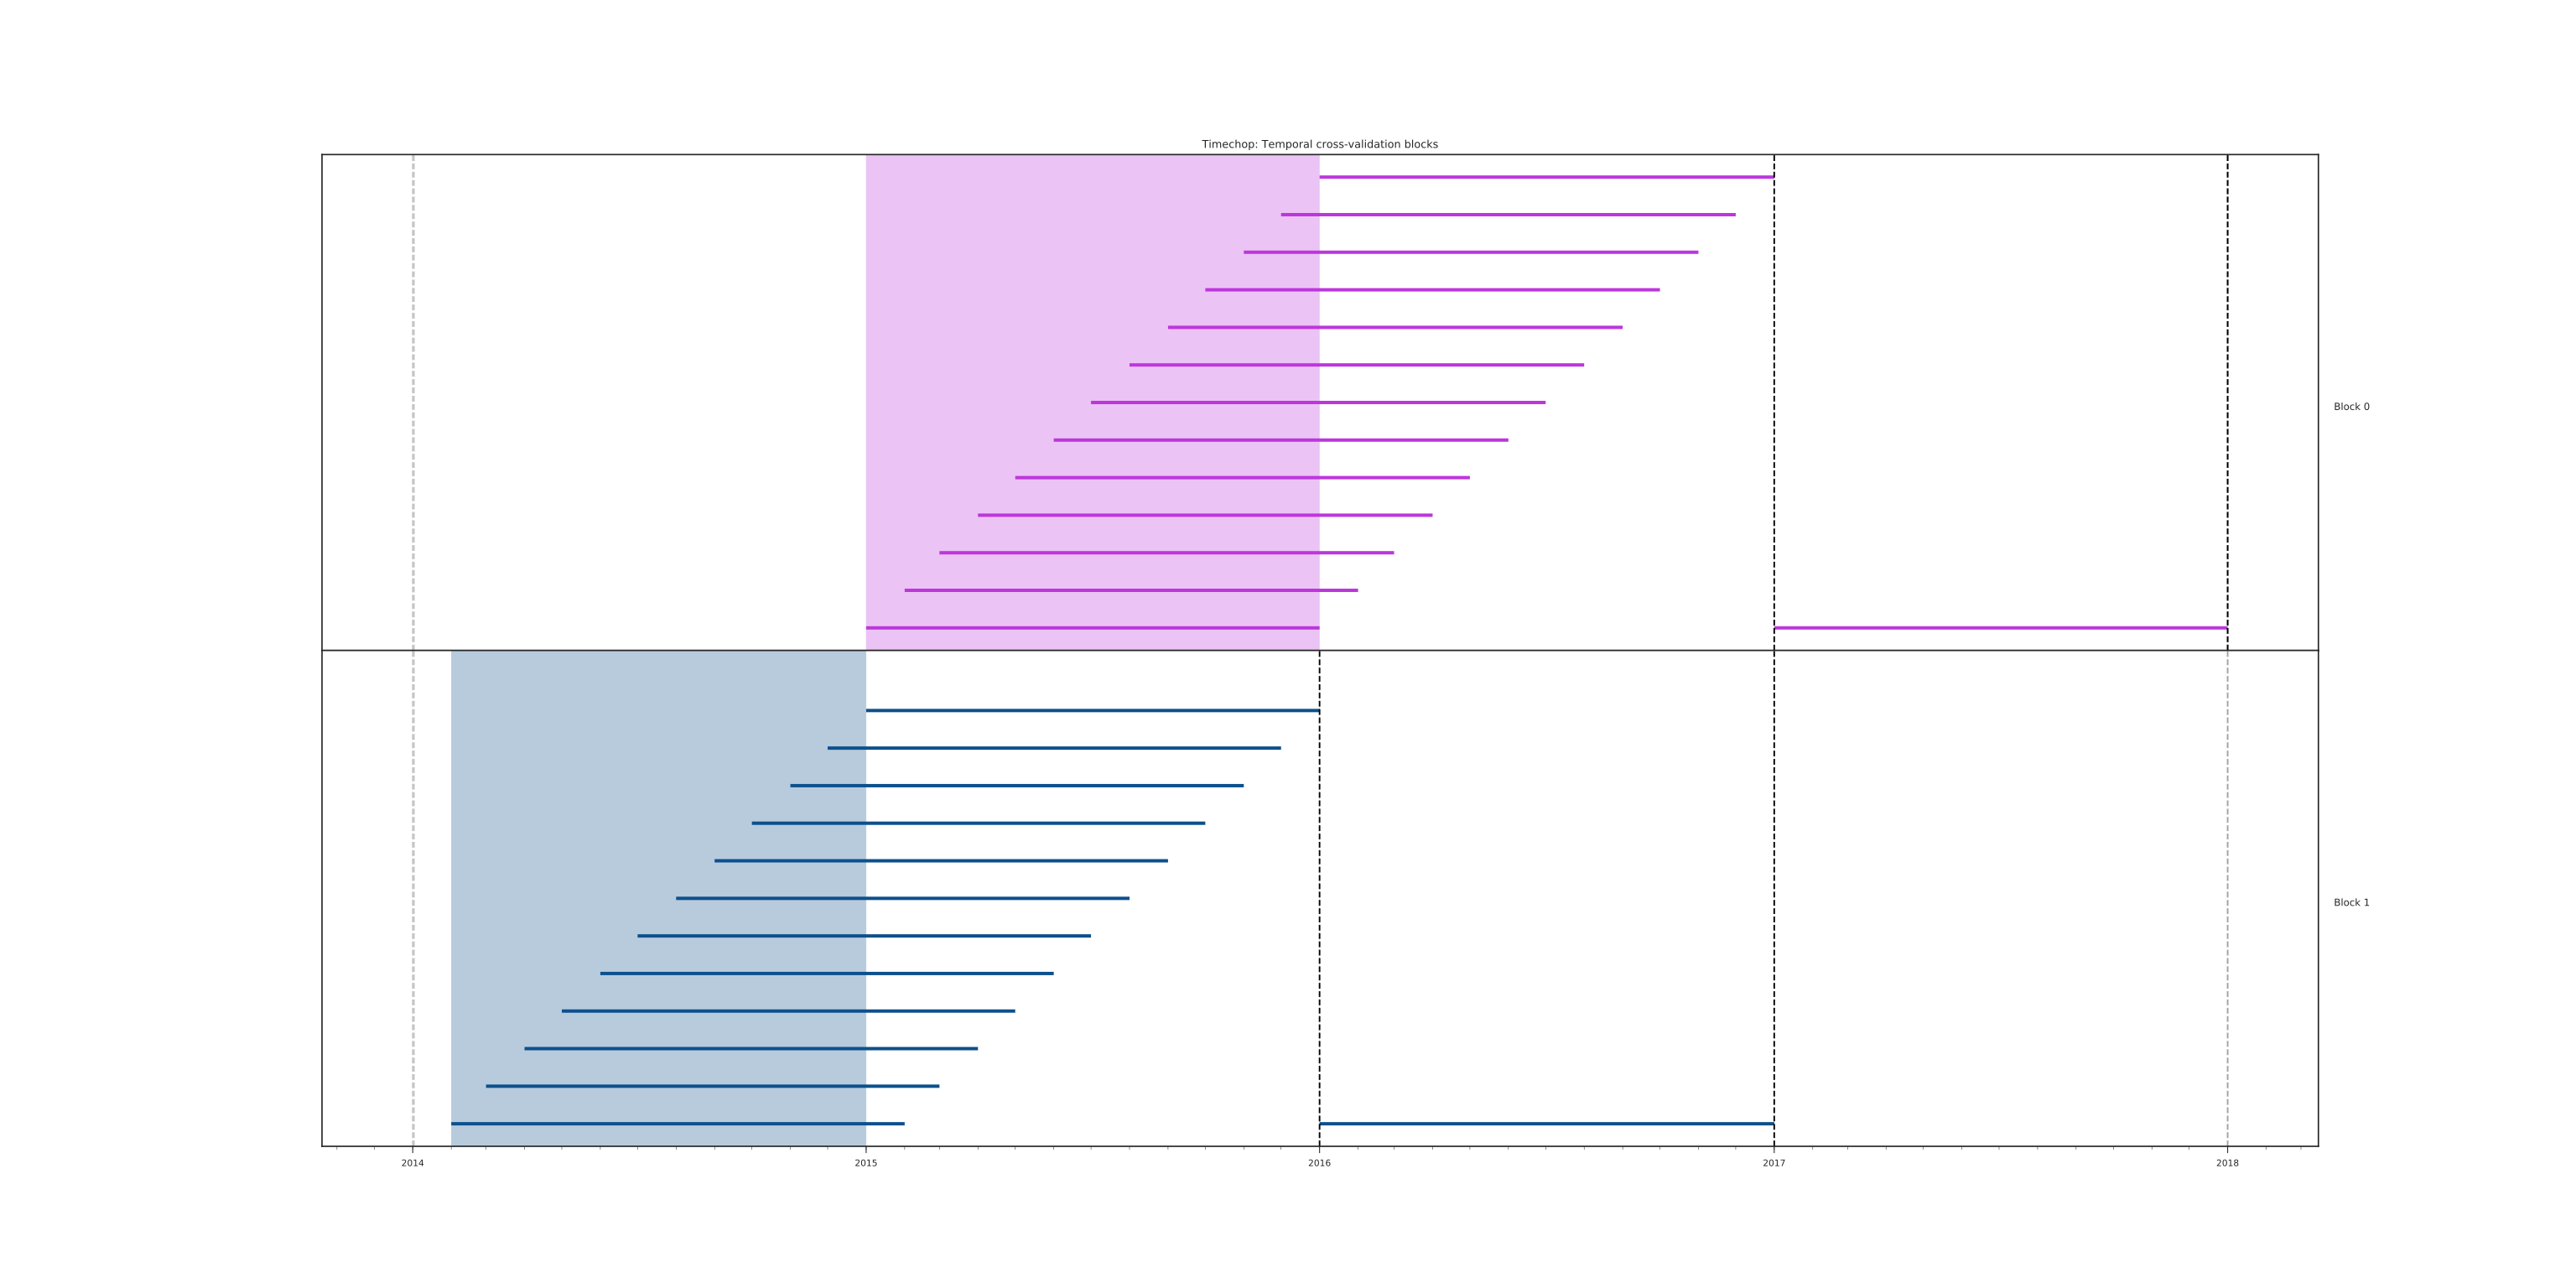 Timechop: Temporal cross-validation blocks
Block 0
Block 1
2014 2015 2016 2017 2018